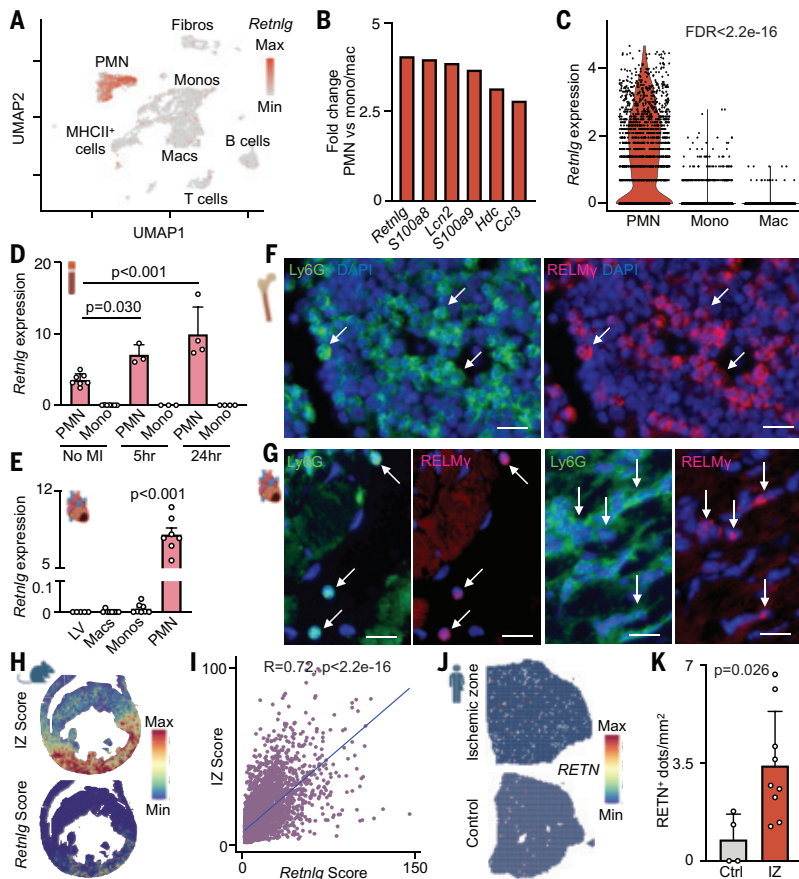 A
Retnlg
Max
Min
Fibros
PMN
Monos
MHCII⁺
cells
Macs
B cells
T cells
UMAP2
UMAP1
B
Fold change
PMN vs mono/mac
5
2.5
0
Retnlg
S100a8
Lcn2
S100a9
Hdc
Ccl3
C
FDR<2.2e-16
Retnlg expression
4
2
0
PMN
Mono
Mac
D
p<0.001
p=0.030
Retnlg expression
20
10
0
PMN
Mono
PMN
Mono
PMN
Mono
No MI
5hr
24hr
E
p<0.001
Retnlg expression
12
5
0.1
0
LV
Macs
Monos
PMN
F
Ly6G DAPI
RELMγ DAPI
G
Ly6G
RELMγ
Ly6G
RELMγ
H
IZ Score
Retnlg Score
Max
Min
I
R=0.72, p<2.2e-16
IZ Score
100
0
0
150
Retnlg Score
J
Ischemic zone
Control
Max
RETN
Min
K
p=0.026
RETN⁺ dots/mm²
7
3.5
0
Ctrl
IZ